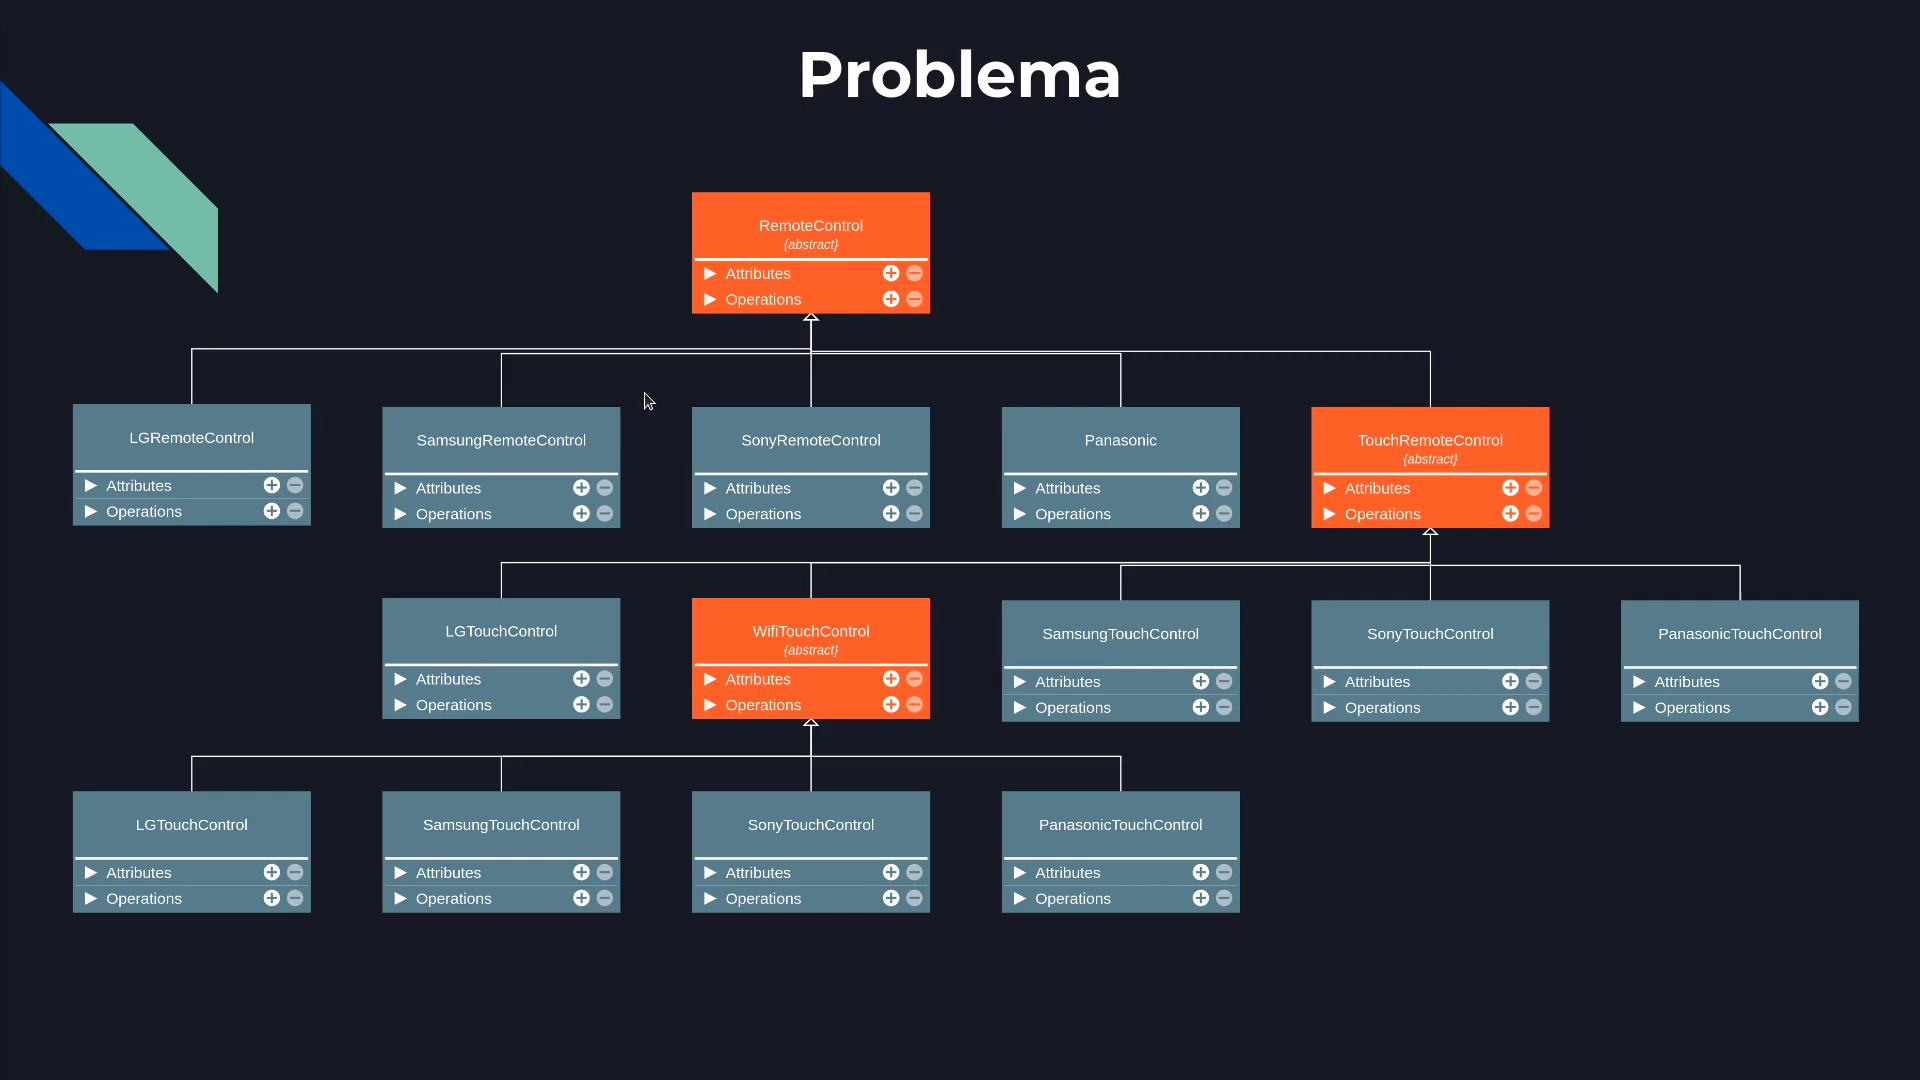 Problema
RemoteControl
{abstract}
Attributes
Operations
LGRemoteControl
Attributes
Operations
SamsungRemoteControl
Attributes
Operations
SonyRemoteControl
Attributes
Operations
Panasonic
Attributes
Operations
TouchRemoteControl
{abstract}
Attributes
Operations
LGTouchControl
Attributes
Operations
WifiTouchControl
{abstract}
Attributes
Operations
SamsungTouchControl
Attributes
Operations
SonyTouchControl
Attributes
Operations
PanasonicTouchControl
Attributes
Operations
LGTouchControl
Attributes
Operations
SamsungTouchControl
Attributes
Operations
SonyTouchControl
Attributes
Operations
PanasonicTouchControl
Attributes
Operations